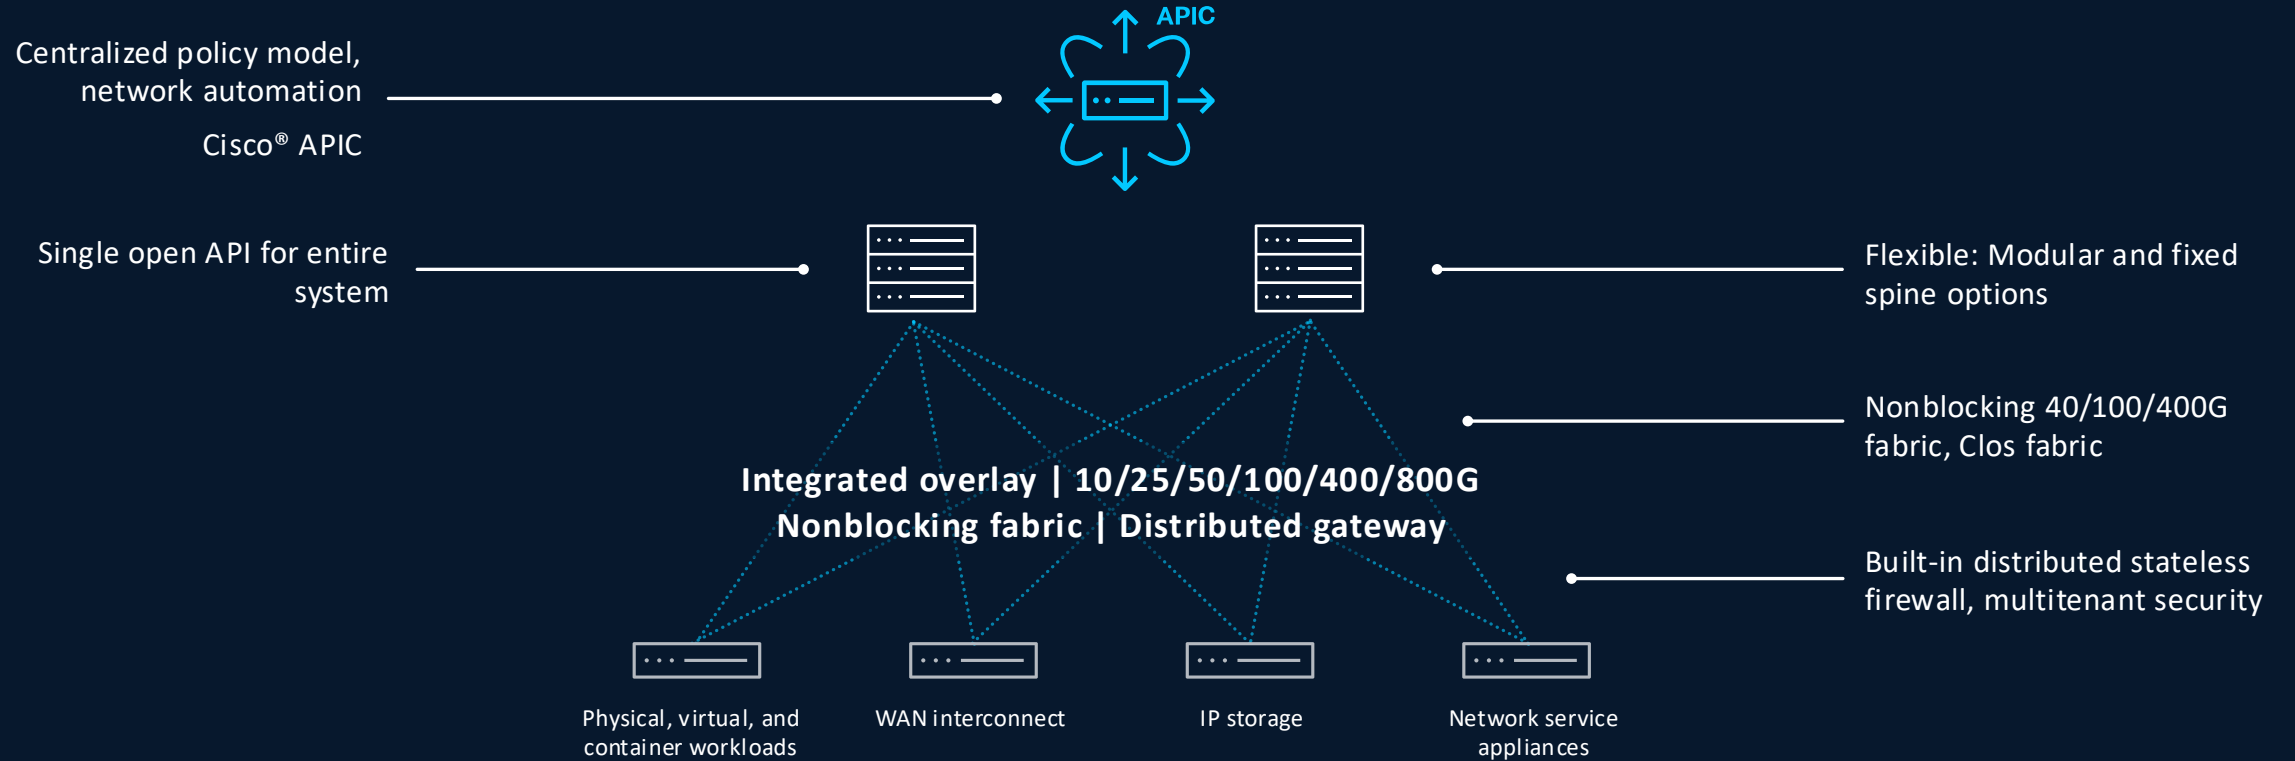 APIC
Centralized policy model,
network automation
Cisco® APIC
Single open API for entire
system
Flexible: Modular and fixed
spine options
Nonblocking 40/100/400G
fabric, Clos fabric
Integrated overlay | 10/25/50/100/400/800G
Nonblocking fabric | Distributed gateway
Built-in distributed stateless
firewall, multitenant security
Physical, virtual, and
container workloads
WAN interconnect
IP storage
Network service
appliances